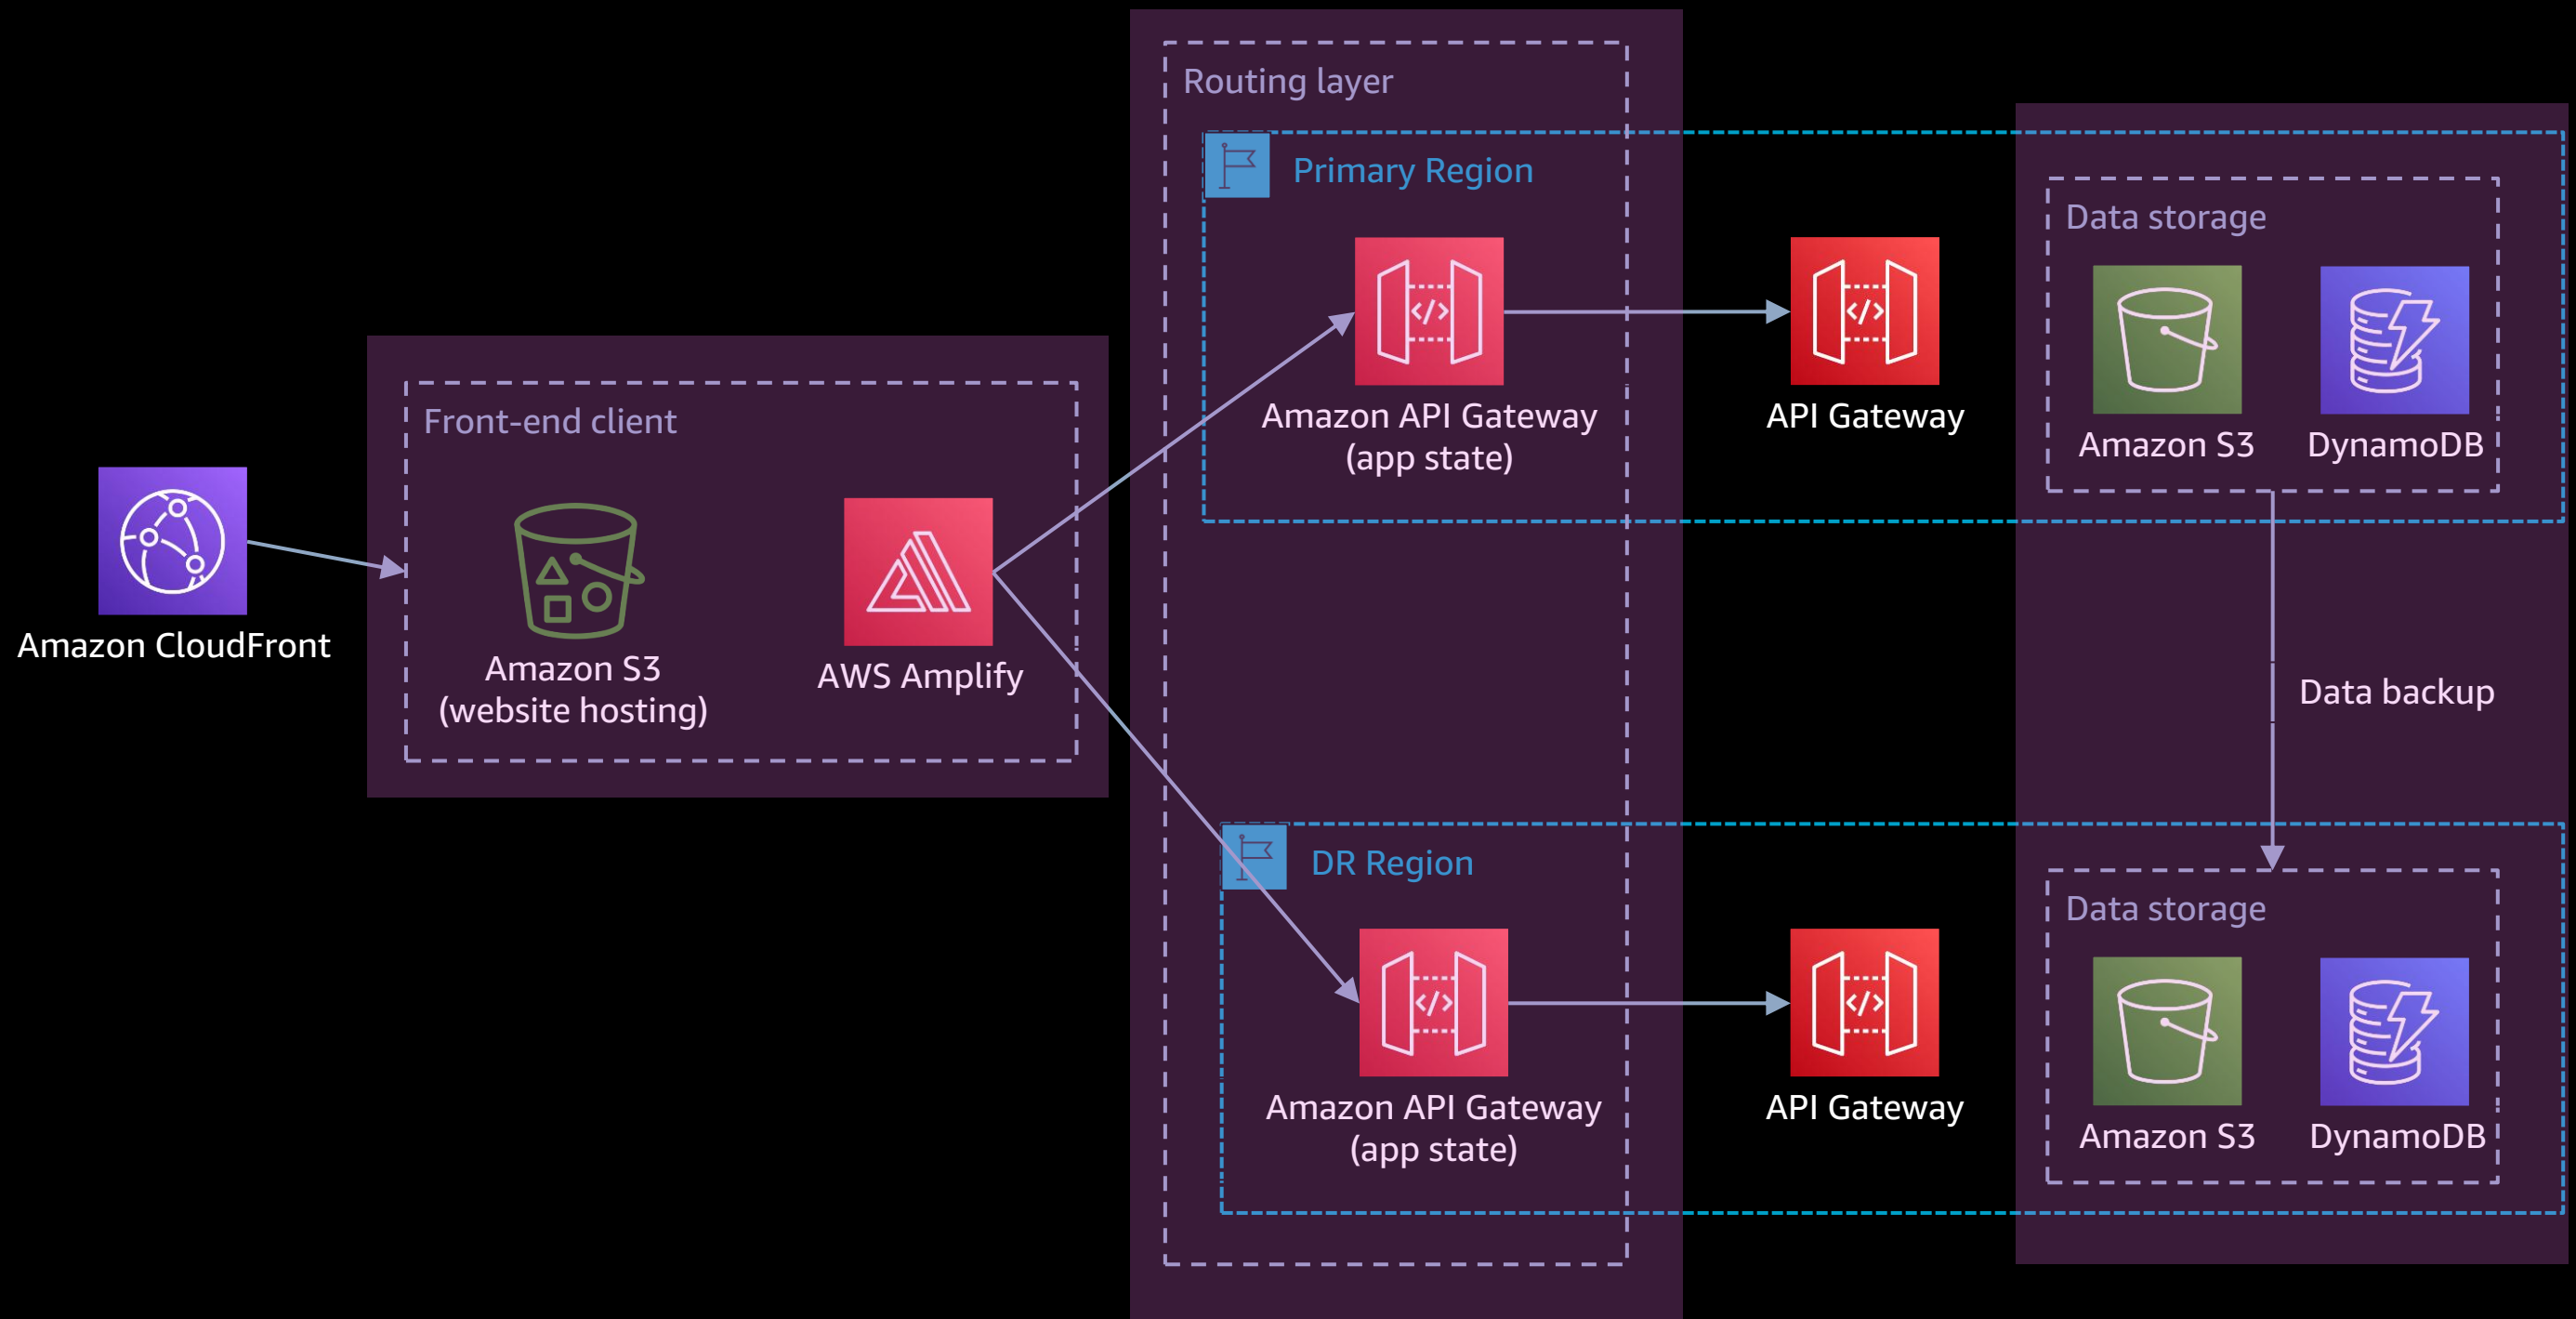 Routing layer
Primary Region
Data storage
Amazon API Gateway
(app state)
API Gateway
Amazon S3
DynamoDB
Front-end client
Amazon CloudFront
Amazon S3
(website hosting)
AWS Amplify
Data backup
DR Region
Data storage
Amazon API Gateway
(app state)
API Gateway
Amazon S3
DynamoDB